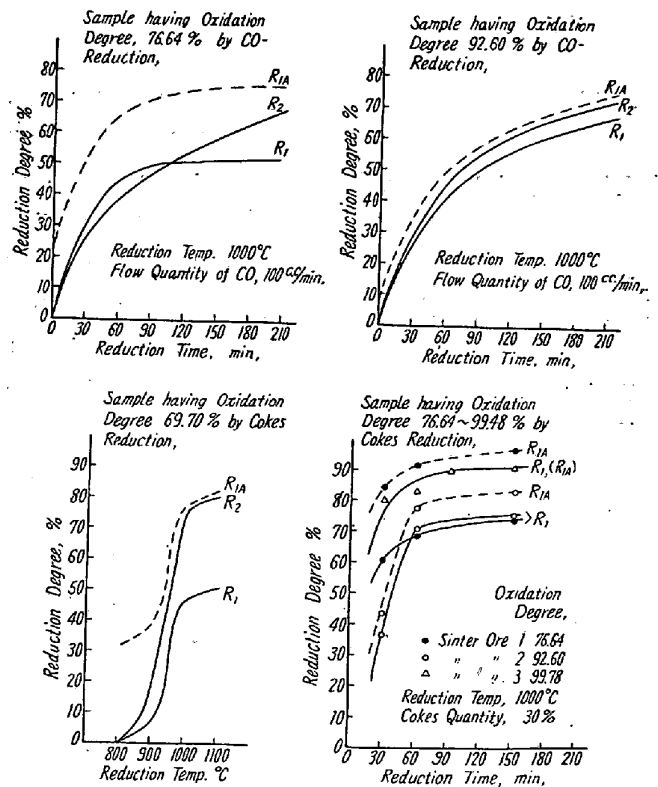 Sample having Oxidation
Degree, 76.64 % by CO-
Reduction,
Reduction Degree, %
80
70
60
50
40
30
20
10
0
R1A
R2
R1
Reduction Temp. 1000°C
Flow Quantity of CO, 100 cc/min.
0 30 60 90 120 150 180 210
Reduction Time, min,
Sample having Oxidation
Degree 92.60 % by CO-
Reduction,
Reduction Degree, %
80
70
60
50
40
30
20
10
0
R1A
R2
R1
Reduction Temp. 1000°C
Flow Quantity of CO, 100 cc/min,
0 30 60 90 120 150 180 210
Reduction Time, min,
Sample having Oxidation
Degree 69.70 % by Cokes
Reduction,
Reduction Degree, %
90
80
70
60
50
40
30
20
10
0
R1A
R2
R1
800 900 1000 1100
Reduction Temp. °C
Sample having Oxidation
Degree 76.64~99.48 % by
Cokes Reduction,
Reduction Degree %
90
80
70
60
50
40
30
20
10
0
R1A
R1,(R1A)
R1A
>R1
Oxidation
Degree,
Sinter Ore 1 76.64
" " 2 92.60
" " 3 99.78
Reduction Temp, 1000°C
Cokes Quantity, 30%
0 30 60 90 120 150 180 210
Reduction Time, min,